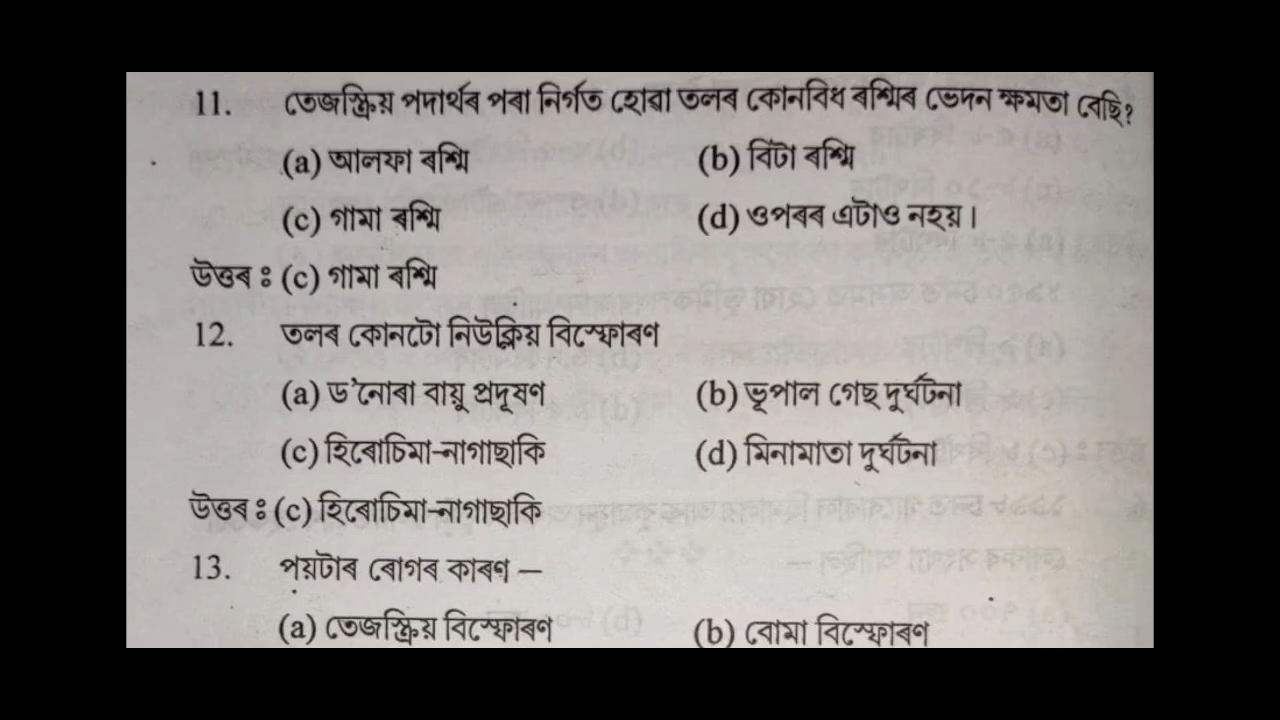 11. তেজস্ক্ৰিয় পদাৰ্থৰ পৰা নিৰ্গত হোৱা তলৰ কোনবিধ ৰশ্মিৰ ভেদন ক্ষমতা বেছি?
(a) আলফা ৰশ্মি (b) বিটা ৰশ্মি
(c) গামা ৰশ্মি (d) ওপৰৰ এটাও নহয়।
উত্তৰ ঃ (c) গামা ৰশ্মি
12. তলৰ কোনটো নিউক্লিয় বিস্ফোৰণ
(a) ড'নোৰা বায়ু প্ৰদূষণ (b) ভূপাল গেছ দুৰ্ঘটনা
(c) হিৰোচিমা-নাগাছাকি (d) মিনামাতা দুৰ্ঘটনা
উত্তৰ ঃ (c) হিৰোচিমা-নাগাছাকি
13. পয়টাৰ ৰোগৰ কাৰণ —
(a) তেজস্ক্ৰিয় বিস্ফোৰণ (b) বোমা বিস্ফোৰণ